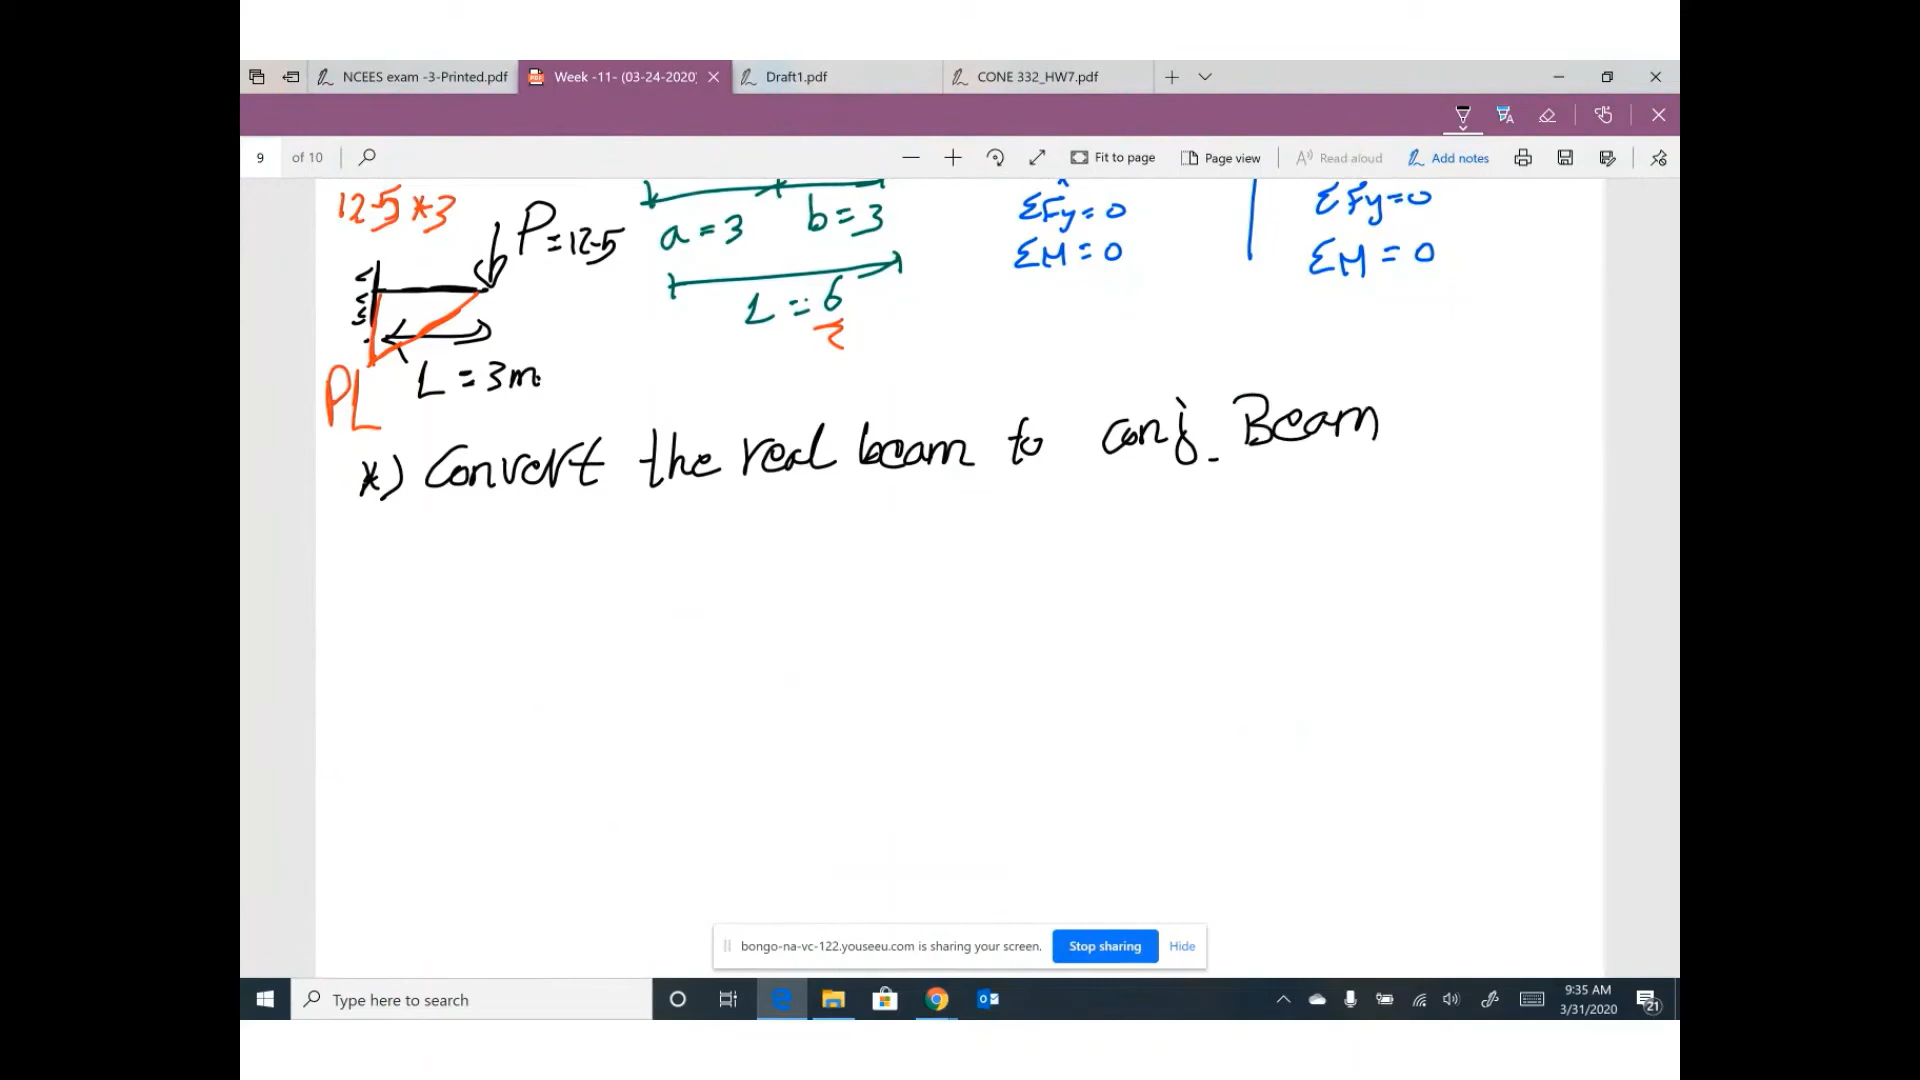 NCEES exam -3-Printed.pdf
Week -11- (03-24-2020)
Draft1.pdf
CONE 332_HW7.pdf
9 of 10
Fit to page
Page view
Read aloud
Add notes
12.5 * 3
P = 12.5
a = 3
b = 3
ΣFy = 0
ΣM = 0
ΣFy = 0
ΣM = 0
L = 6
PL
L = 3m
*) Convert the real beam to conj. Beam
bongo-na-vc-122.youseeu.com is sharing your screen.
Stop sharing
Hide
Type here to search
9:35 AM
3/31/2020
21